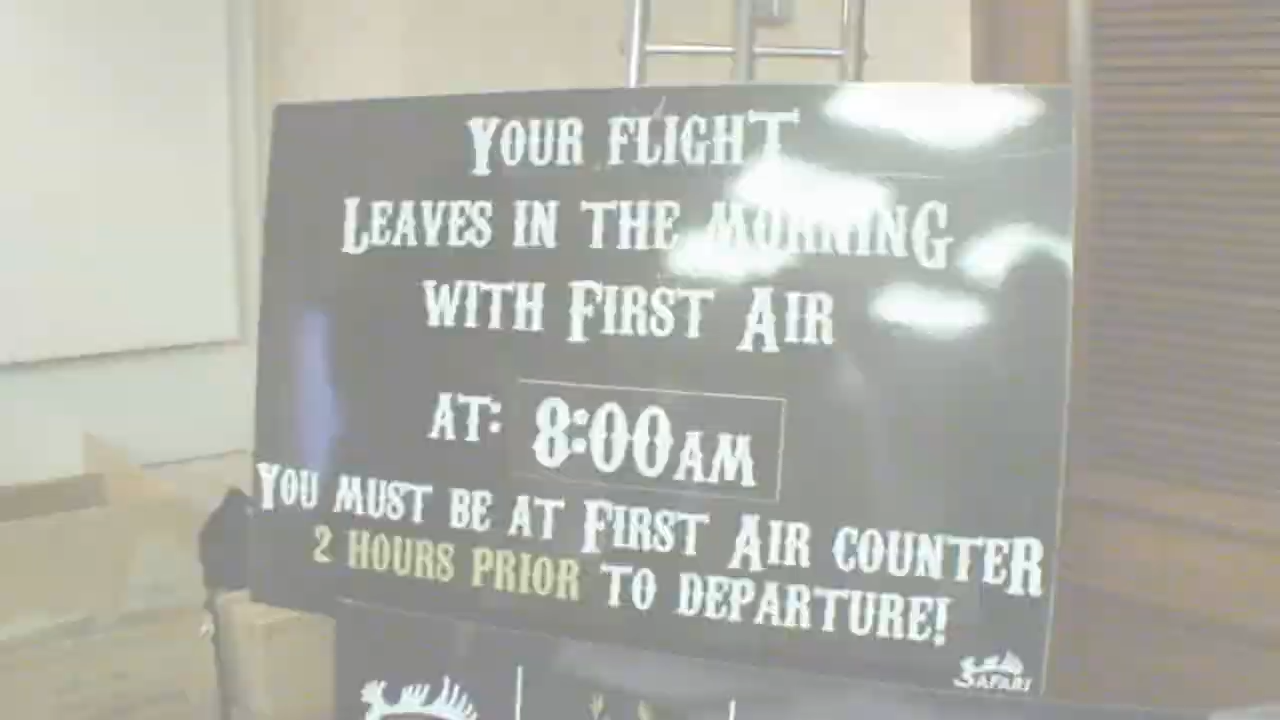 YOUR FLIGHT
LEAVES IN THE MORNING
WITH FIRST AIR
AT: 8:00AM
YOU MUST BE AT FIRST AIR COUNTER
2 HOURS PRIOR TO DEPARTURE!
SAFARI